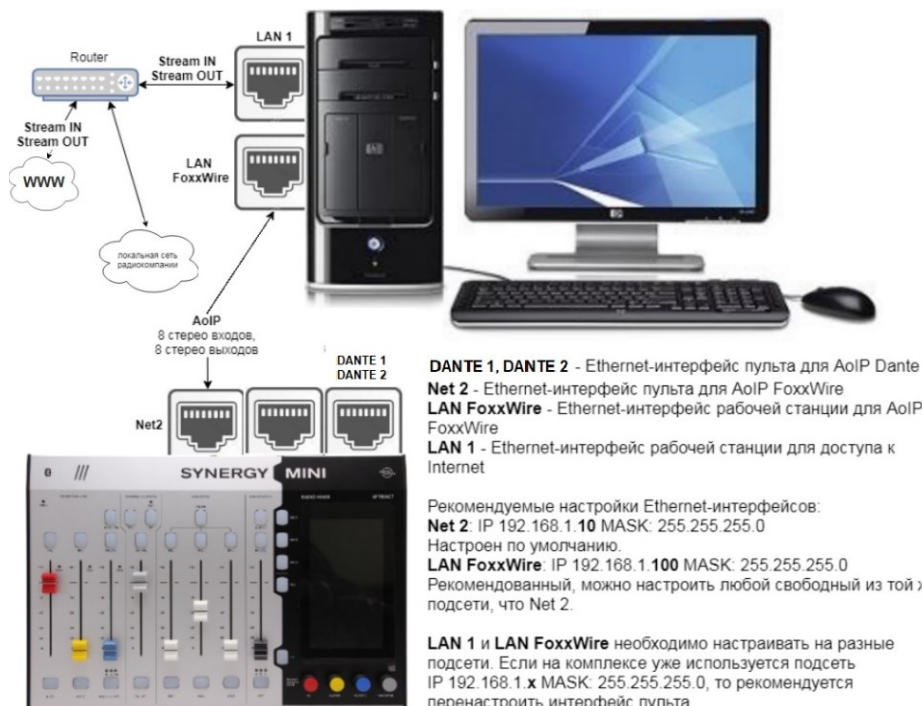 LAN 1
Router
Stream IN
Stream OUT
Stream IN
Stream OUT
WWW
LAN
FoxxWire
локальная сеть
радиокомпании
AoIP
8 стерео входов,
8 стерео выходов
DANTE 1
DANTE 2
Net2
SYNERGY MINI
DANTE 1, DANTE 2 - Ethernet-интерфейс пульта для AoIP Dante
Net 2 - Ethernet-интерфейс пульта для AoIP FoxxWire
LAN FoxxWire - Ethernet-интерфейс рабочей станции для AoIP
FoxxWire
LAN 1 - Ethernet-интерфейс рабочей станции для доступа к
Internet
Рекомендуемые настройки Ethernet-интерфейсов:
Net 2: IP 192.168.1.10 MASK: 255.255.255.0
Настроен по умолчанию.
LAN FoxxWire: IP 192.168.1.100 MASK: 255.255.255.0
Рекомендованный, можно настроить любой свободный из той
подсети, что Net 2.
LAN 1 и LAN FoxxWire необходимо настраивать на разные
подсети. Если на комплексе уже используется подсеть
IP 192.168.1.x MASK: 255.255.255.0, то рекомендуется
перенастроить интерфейс пульта